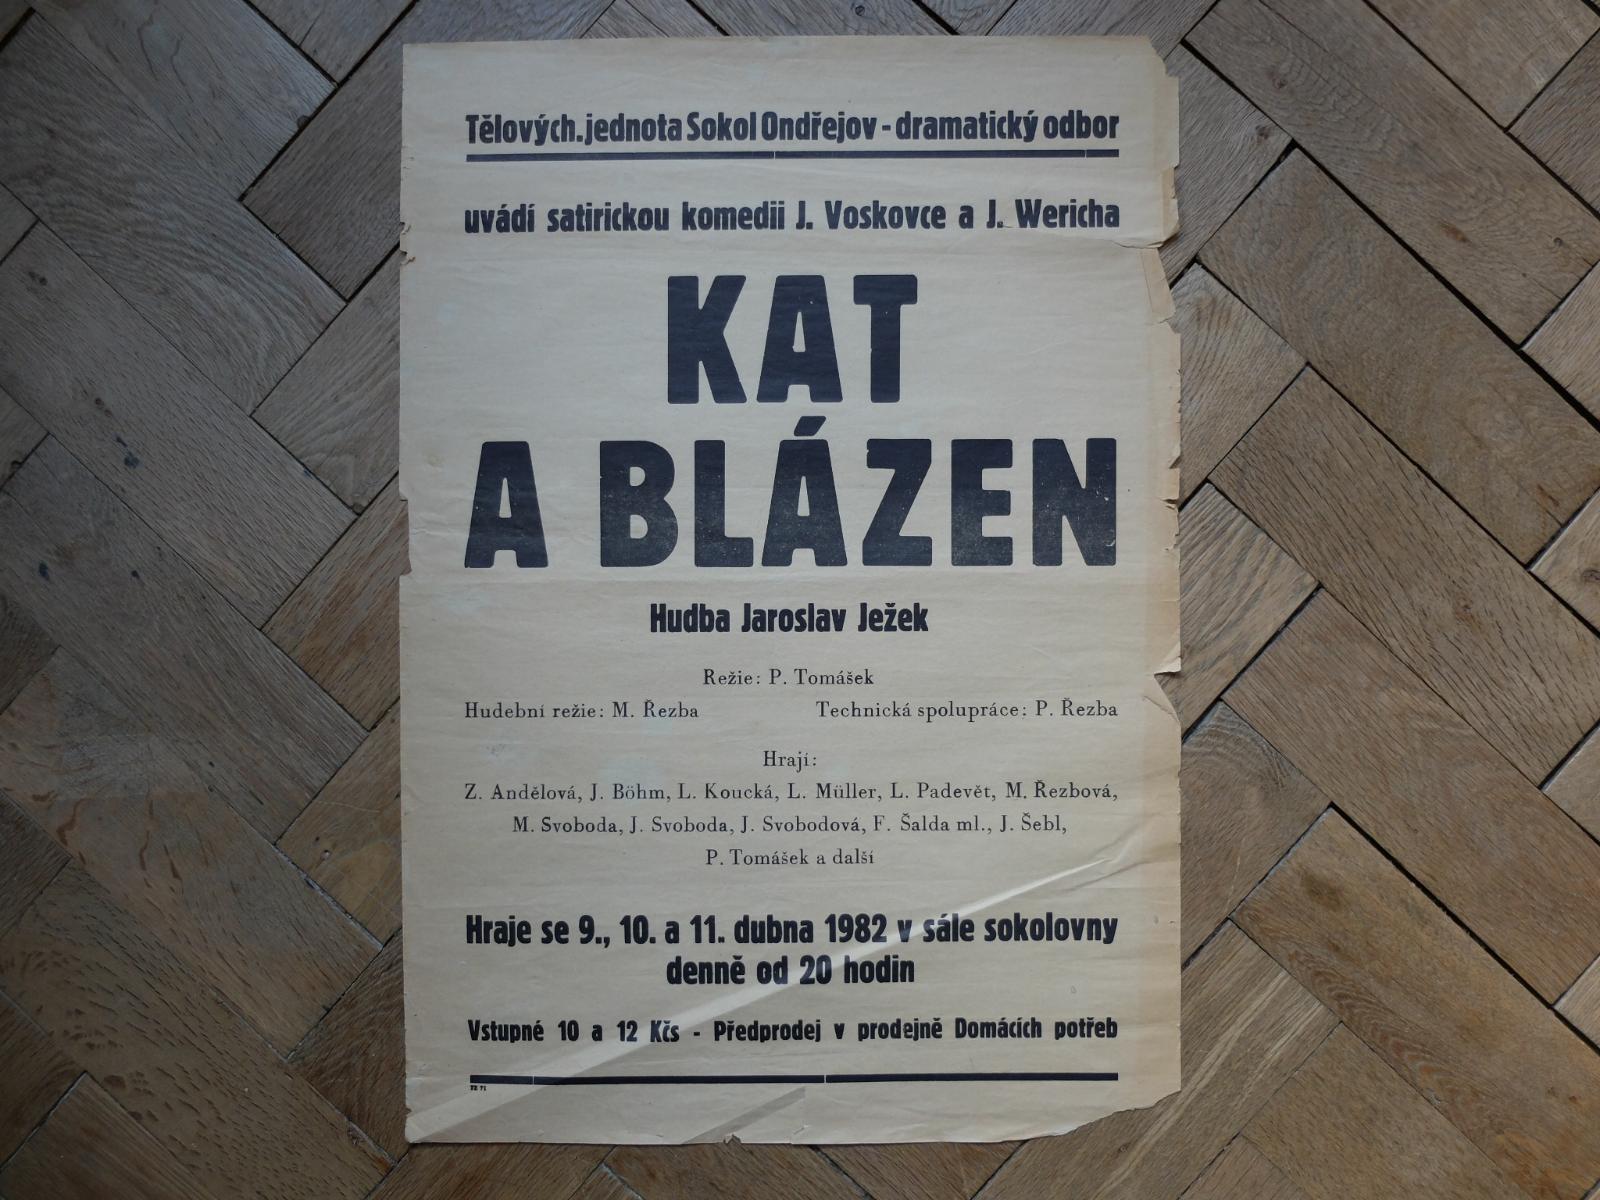 Tělových. jednota Sokol Ondřejov - dramatický odbor
uvádí satirickou komedii J. Voskovce a J. Wericha
KAT
A BLÁZEN
Hudba Jaroslav Ježek
Režie: P. Tomášek
Hudební režie: M. Řezba Technická spolupráce: P. Řezba
Hrají:
Z. Andělová, J. Böhm, L. Koucká, L. Müller, L. Padevět, M. Řezbová,
M. Svoboda, J. Svoboda, J. Svobodová, F. Šalda ml., J. Šebl,
P. Tomášek a další
Hraje se 9., 10. a 11. dubna 1982 v sále sokolovny
denně od 20 hodin
Vstupné 10 a 12 Kčs - Předprodej v prodejně Domácích potřeb